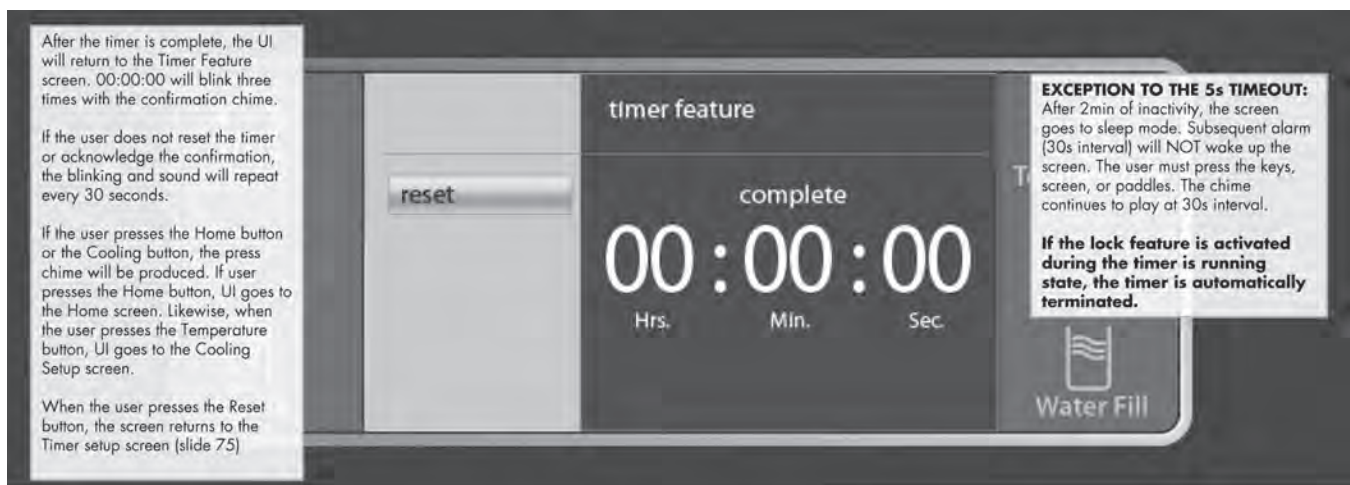 After the timer is complete, the UI
will return to the Timer Feature
screen. 00:00:00 will blink three
times with the confirmation chime.
If the user does not reset the timer
or acknowledge the confirmation,
the blinking and sound will repeat
every 30 seconds.
If the user presses the Home button
or the Cooling button, the press
chime will be produced. If user
presses the Home button, UI goes to
the Home screen. Likewise, when
the user presses the Temperature
button, UI goes to the Cooling
Setup screen.
When the user presses the Reset
button, the screen returns to the
Timer setup screen (slide 75)
reset
timer feature
complete
00 : 00 : 00
Hrs. Min. Sec.
EXCEPTION TO THE 5s TIMEOUT:
After 2min of inactivity, the screen
goes to sleep mode. Subsequent alarm
(30s interval) will NOT wake up the
screen. The user must press the keys,
screen, or paddles. The chime
continues to play at 30s interval.
If the lock feature is activated
during the timer is running
state, the timer is automatically
terminated.
Water Fill